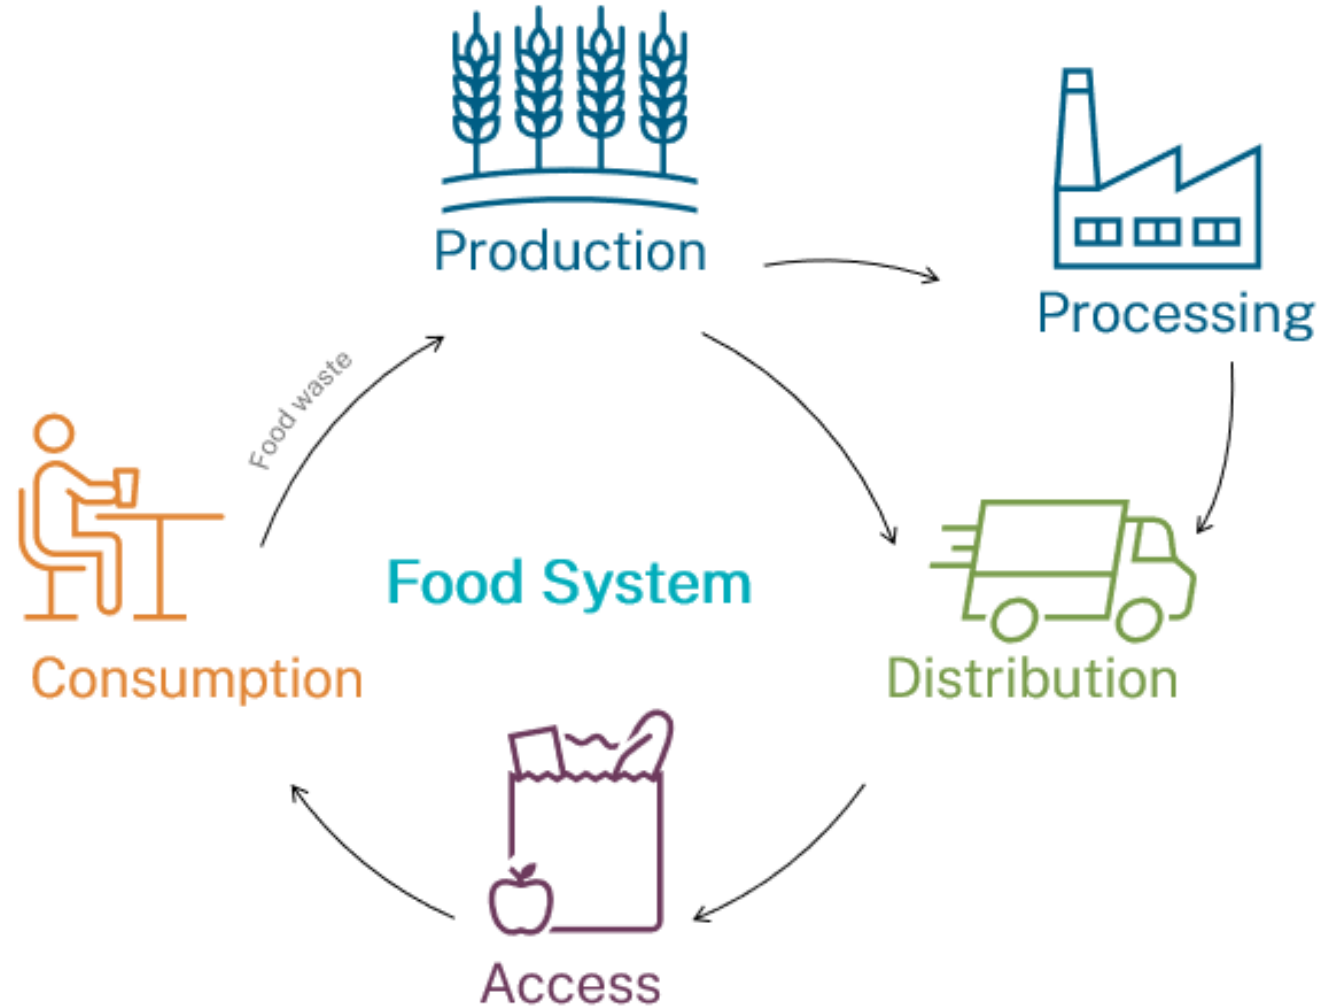 Production
Processing
Food waste
Food System
Consumption
Distribution
Access